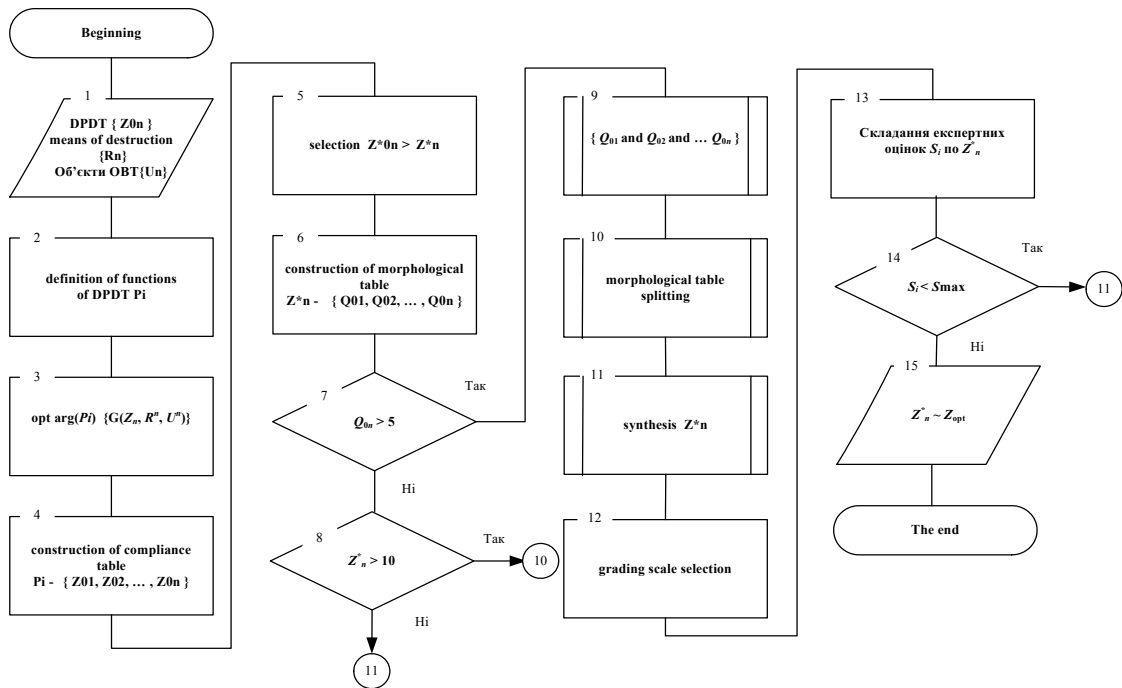 Beginning
1
DPDT { Z0n }
means of destruction
{Rn}
Об'єкти ОВТ{Un}
2
definition of functions
of DPDT Pi
3
opt arg(Pi) {G(Zn, Rⁿ, Uⁿ)}
4
construction of compliance
table
Pi - { Z01, Z02, ... , Z0n }
5
selection Z*0n > Z*n
6
construction of morphological
table
Z*n - { Q01, Q02, ... , Q0n }
7
Q0n > 5
Так
Ні
8
Z*n > 10
Так
10
Ні
11
9
{ Q01 and Q02 and ... Q0n }
10
morphological table
splitting
11
synthesis Z*n
12
grading scale selection
13
Складання експертних
оцінок Si по Z*n
14
Так
Si < Smax
11
Ні
15
Z*n ~ Zopt
The end